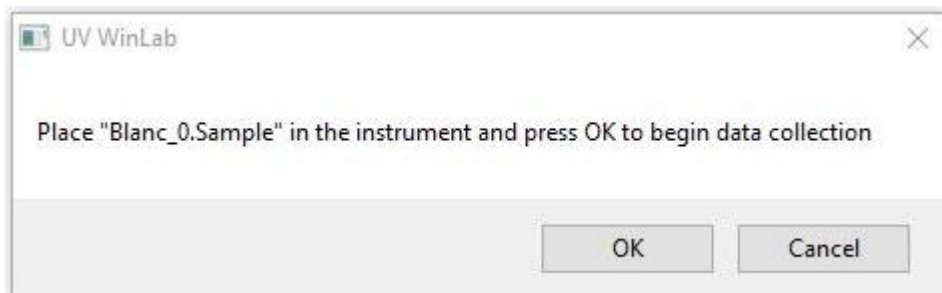 UV WinLab
Place "Blanc_0.Sample" in the instrument and press OK to begin data collection
OK
Cancel